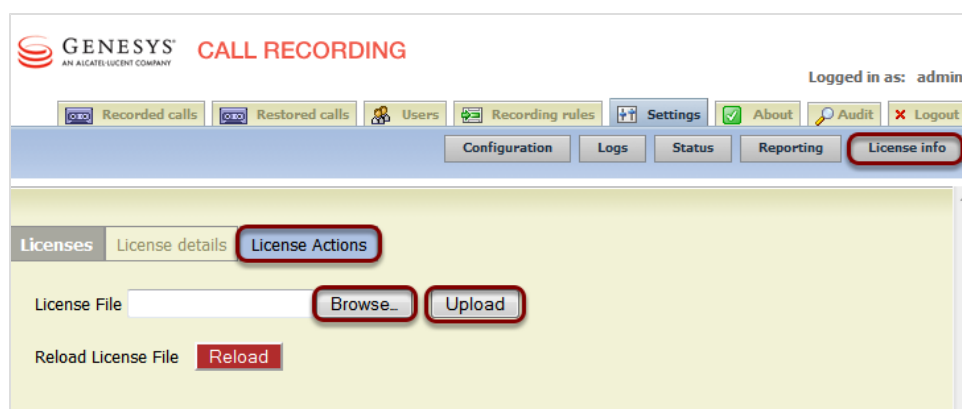 GENESYS CALL RECORDING
AN ALCATEL-LUCENT COMPANY
Logged in as: admin
Recorded calls Restored calls Users Recording rules Settings About Audit Logout
Configuration Logs Status Reporting License info
Licenses License details License Actions
License File Browse_ Upload
Reload License File Reload